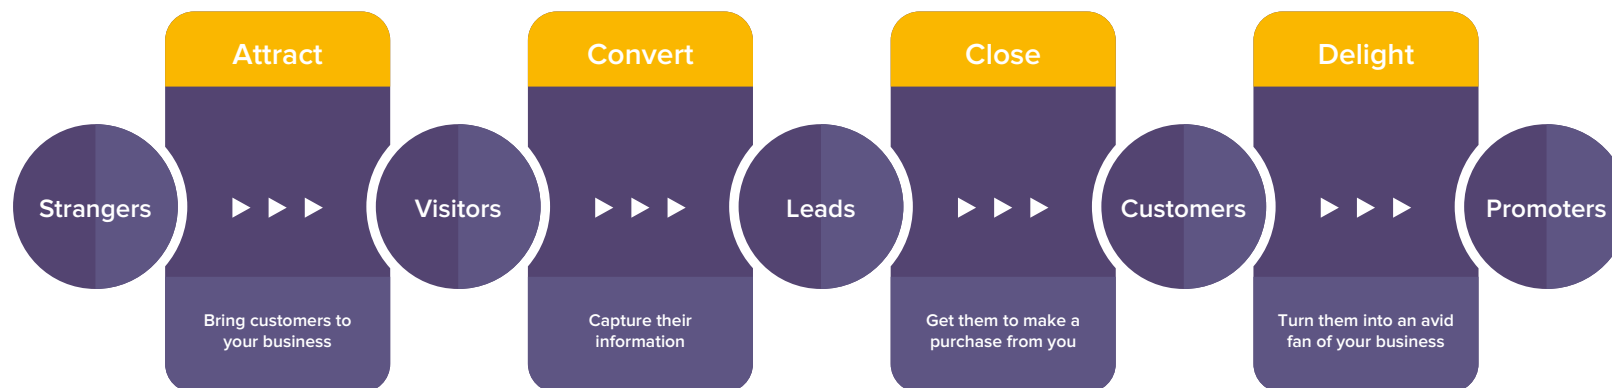 Attract
Convert
Close
Delight
Strangers
Visitors
Leads
Customers
Promoters
Bring customers to
your business
Capture their
information
Get them to make a
purchase from you
Turn them into an avid
fan of your business